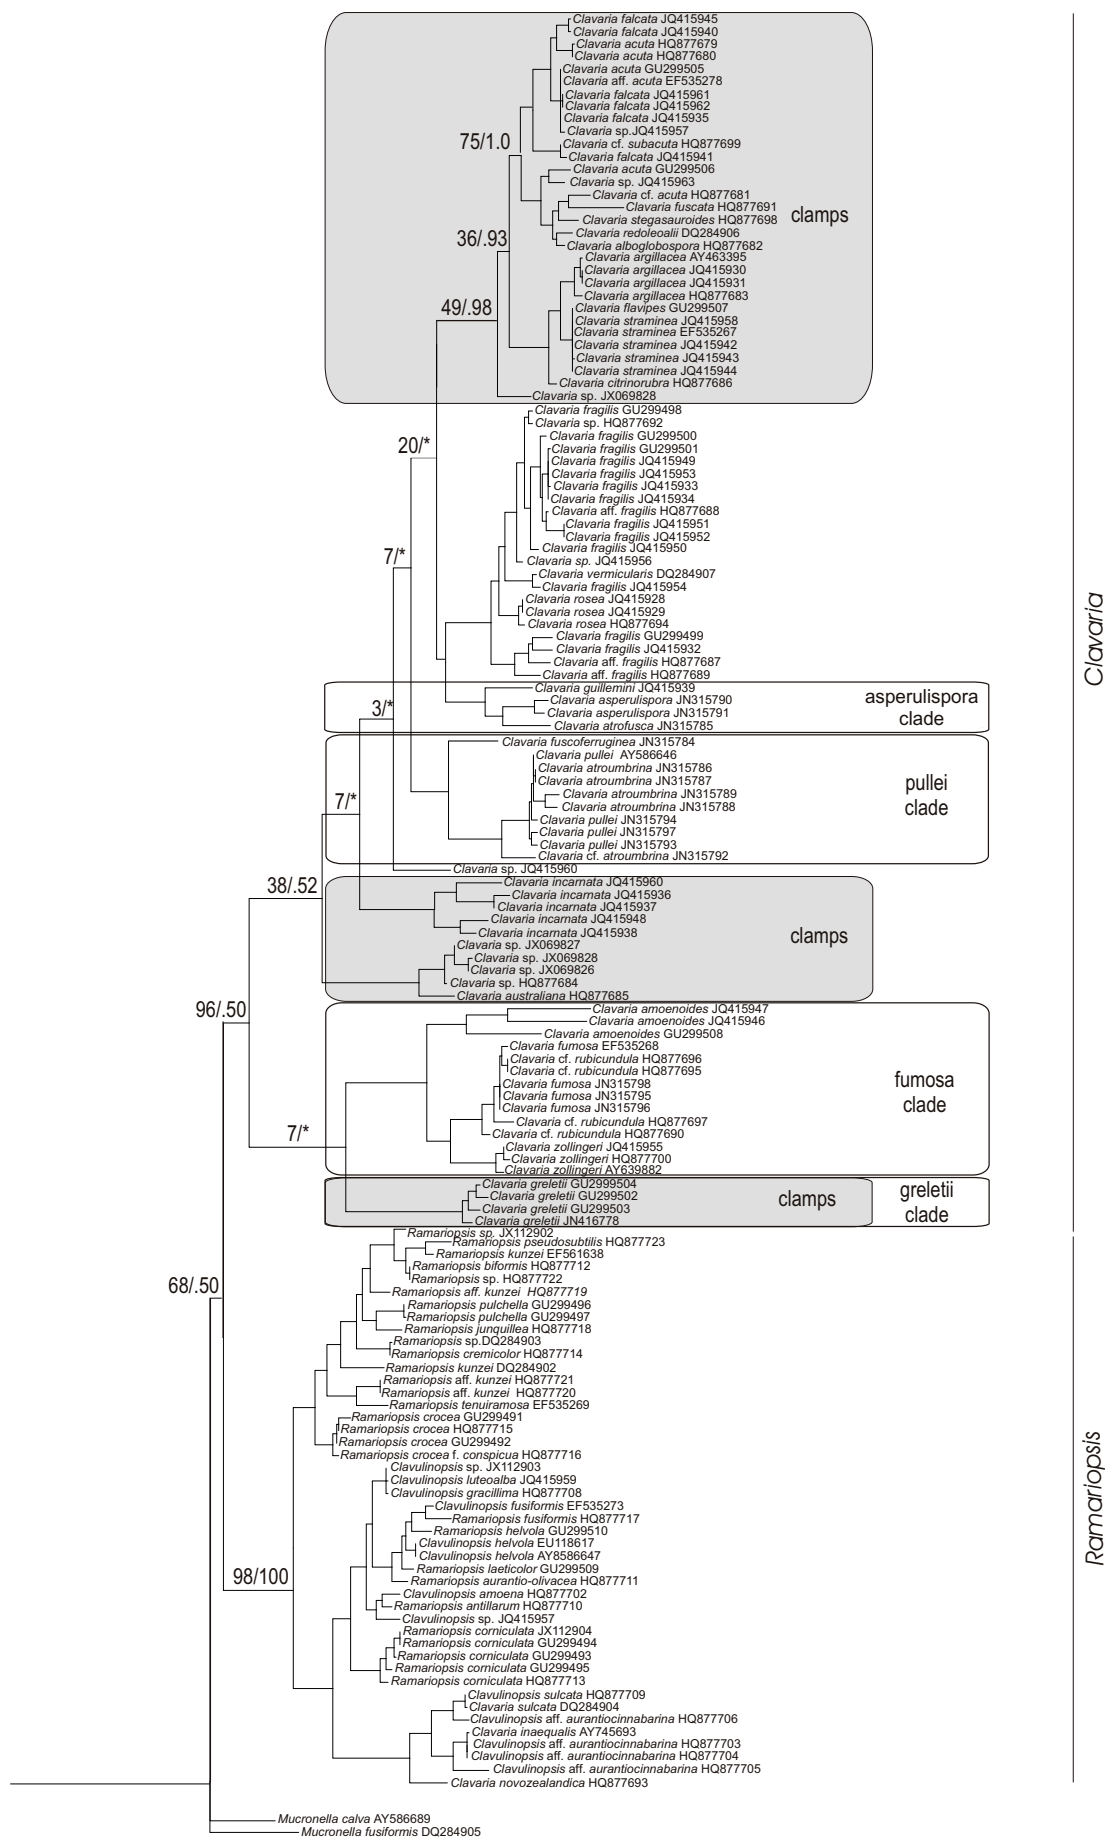 Clavaria falcata JQ415945
Clavaria falcata JQ415940
Clavaria acuta HQ877679
Clavaria acuta HQ877680
Clavaria acuta GU299505
Clavaria aff. acuta EF535278
Clavaria falcata JQ415961
Clavaria falcata JQ415962
Clavaria falcata JQ415935
Clavaria sp.JQ415957
75/1.0
Clavaria cf. subacuta HQ877699
Clavaria falcata JQ415941
Clavaria acuta GU299506
Clavaria sp. JQ415963
Clavaria cf. acuta HQ877681
Clavaria fuscata HQ877691
clamps
Clavaria stegasauroides HQ877698
Clavaria redoleoalii DQ284906
36/.93
Clavaria alboglobospora HQ877682
Clavaria argillacea AY463395
Clavaria argillacea JQ415930
Clavaria argillacea JQ415931
Clavaria argillacea HQ877683
49/.98
Clavaria flavipes GU299507
Clavaria straminea JQ415958
Clavaria straminea EF535267
Clavaria straminea JQ415942
Clavaria straminea JQ415943
Clavaria straminea JQ415944
Clavaria citrinorubra HQ877686
Clavaria sp. JX069828
Clavaria fragilis GU299498
Clavaria sp. HQ877692
Clavaria fragilis GU299500
20/*
Clavaria fragilis GU299501
Clavaria fragilis JQ415949
Clavaria fragilis JQ415953
Clavaria fragilis JQ415933
Clavaria fragilis JQ415934
Clavaria aff. fragilis HQ877688
Clavaria fragilis JQ415951
Clavaria fragilis JQ415952
Clavaria fragilis JQ415950
7/*
Clavaria sp. JQ415956
Clavaria vermicularis DQ284907
Clavaria fragilis JQ415954
Clavaria rosea JQ415928
Clavaria rosea JQ415929
Clavaria rosea HQ877694
Clavaria fragilis GU299499
Clavaria fragilis JQ415932
Clavaria aff. fragilis HQ877687
Clavaria aff. fragilis HQ877689
Clavaria
Clavaria guillemini JQ415939
Clavaria asperulispora JN315790
Clavaria asperulispora JN315791
Clavaria atrofusca JN315785
asperulispora
clade
3/*
Clavaria fuscoferruginea JN315784
Clavaria pullei AY586646
Clavaria atroumbrina JN315786
Clavaria atroumbrina JN315787
Clavaria atroumbrina JN315789
Clavaria atroumbrina JN315788
Clavaria pullei JN315794
Clavaria pullei JN315797
Clavaria pullei JN315793
Clavaria cf. atroumbrina JN315792
pullei
clade
7/*
Clavaria sp. JQ415960
38/.52
Clavaria incarnata JQ415960
Clavaria incarnata JQ415936
Clavaria incarnata JQ415937
Clavaria incarnata JQ415948
Clavaria incarnata JQ415938
clamps
Clavaria sp. JX069827
Clavaria sp. JX069828
Clavaria sp. JX069826
Clavaria sp. HQ877684
Clavaria australiana HQ877685
96/.50
Clavaria amoenoides JQ415947
Clavaria amoenoides JQ415946
Clavaria amoenoides GU299508
Clavaria fumosa EF535268
Clavaria cf. rubicundula HQ877696
Clavaria cf. rubicundula HQ877695
Clavaria fumosa JN315798
Clavaria fumosa JN315795
Clavaria fumosa JN315796
Clavaria cf. rubicundula HQ877697
Clavaria cf. rubicundula HQ877690
Clavaria zollingeri JQ415955
Clavaria zollingeri HQ877700
Clavaria zollingeri AY639882
fumosa
clade
7/*
Clavaria greletii GU2999504
Clavaria greletii GU299502
Clavaria greletii GU299503
Clavaria greletii JN416778
clamps
greletii
clade
Ramariopsis sp. JX112902
Ramariopsis pseudosubtilis HQ877723
Ramariopsis kunzei EF561638
Ramariopsis biformis HQ877712
Ramariopsis sp. HQ877722
68/.50
Ramariopsis aff. kunzei HQ877719
Ramariopsis pulchella GU299496
Ramariopsis pulchella GU299497
Ramariopsis junquillea HQ877718
Ramariopsis sp.DQ284903
Ramariopsis cremicolor HQ877714
Ramariopsis kunzei DQ284902
Ramariopsis aff. kunzei HQ877721
Ramariopsis aff. kunzei HQ877720
Ramariopsis tenuiramosa EF535269
Ramariopsis crocea GU299491
Ramariopsis crocea HQ877715
Ramariopsis crocea GU299492
Ramariopsis crocea f. conspicua HQ877716
Clavulinopsis sp. JX112903
Clavulinopsis luteoalba JQ415959
Clavulinopsis gracillima HQ877708
Ramariopsis
Clavulinopsis fusiformis EF535273
Ramariopsis fusiformis HQ877717
Ramariopsis helvola GU299510
Clavulinopsis helvola EU118617
Clavulinopsis helvola AY8586647
Ramariopsis laeticolor GU299509
98/100
Ramariopsis aurantio-olivacea HQ877711
Clavulinopsis amoena HQ877702
Ramariopsis antillarum HQ877710
Clavulinopsis sp. JQ415957
Ramariopsis corniculata JX112904
Ramariopsis corniculata GU299494
Ramariopsis corniculata GU299493
Ramariopsis corniculata GU299495
Ramariopsis corniculata HQ877713
Clavulinopsis sulcata HQ877709
Clavaria sulcata DQ284904
Clavulinopsis aff. aurantiocinnabarina HQ877706
Clavaria inaequalis AY745693
Clavulinopsis aff. aurantiocinnabarina HQ877703
Clavulinopsis aff. aurantiocinnabarina HQ877704
Clavulinopsis aff. aurantiocinnabarina HQ877705
Clavaria novozealandica HQ877693
Mucronella calva AY586689
Mucronella fusiformis DQ284905